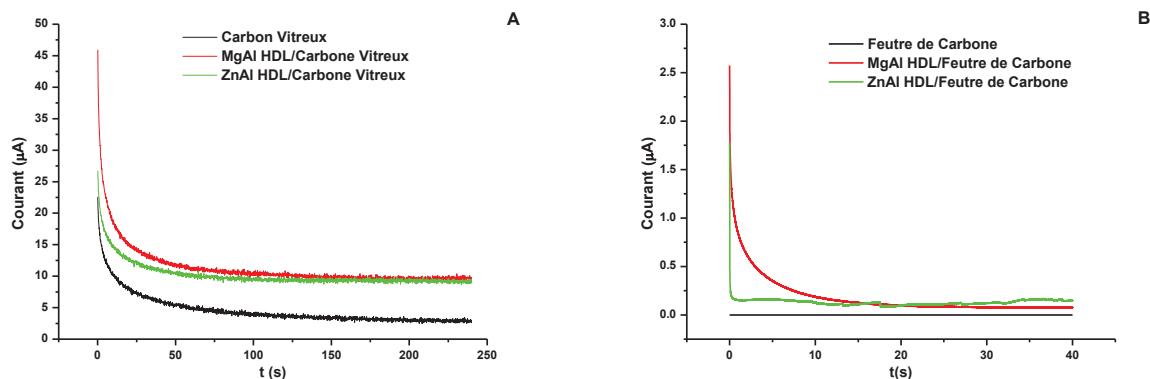 A
Carbon Vitreux
MgAl HDL/Carbone Vitreux
ZnAl HDL/Carbone Vitreux
Courant (µA)
50
45
40
35
30
25
20
15
10
5
0
0 50 100 150 200 250
t (s)
B
Feutre de Carbone
MgAl HDL/Feutre de Carbone
ZnAl HDL/Feutre de Carbone
Courant (µA)
3.0
2.5
2.0
1.5
1.0
0.5
0.0
0 10 20 30 40
t(s)